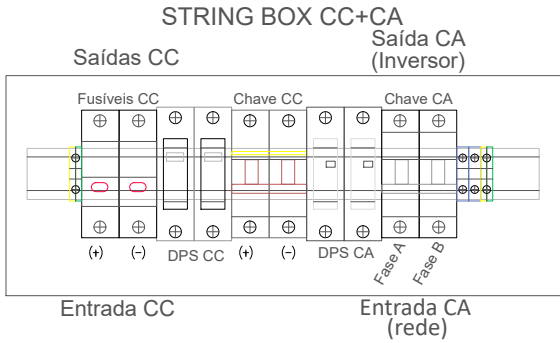 STRING BOX CC+CA
Saídas CC
Saída CA
(Inversor)
Fusíveis CC
Chave CC
Chave CA
(+)
(-)
DPS CC
(+)
(-)
DPS CA
Fase A
Fase B
Entrada CC
Entrada CA
(rede)